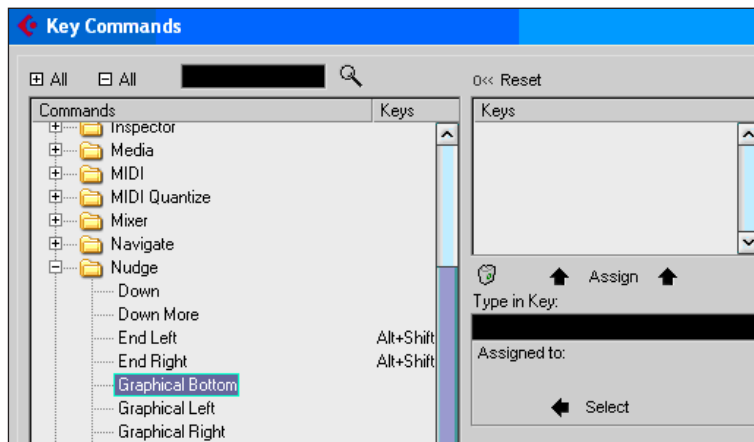 Key Commands
All
All
0<< Reset
Commands
Keys
Keys
Inspector
Media
MIDI
MIDI Quantize
Mixer
Navigate
Nudge
Down
Down More
End Left Alt+Shift
End Right Alt+Shift
Graphical Bottom
Graphical Left
Graphical Right
Assign
Type in Key:
Assigned to:
Select